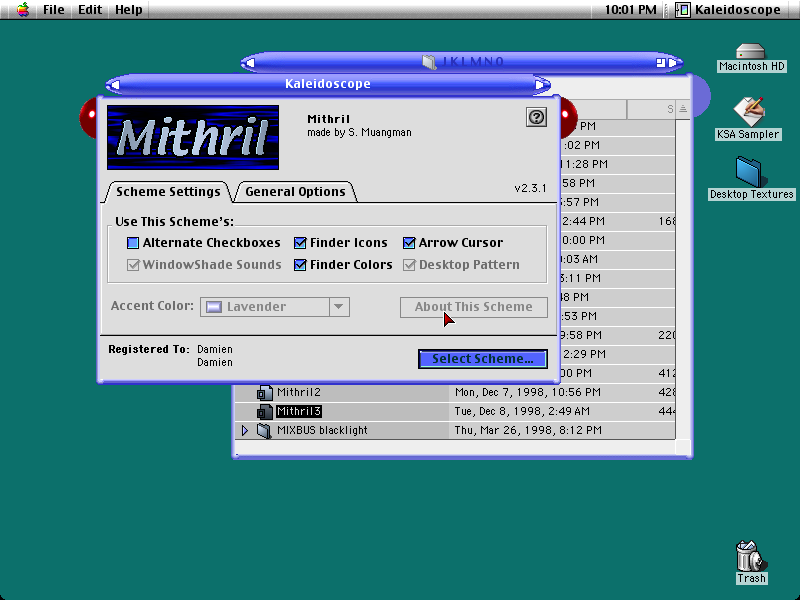 File Edit Help
10:01 PM Kaleidoscope
JKLMNO
Kaleidoscope
Mithril
Mithril
made by S. Muangman
Scheme Settings
General Options
v2.3.1
Use This Scheme's:
Alternate Checkboxes
Finder Icons
Arrow Cursor
WindowShade Sounds
Finder Colors
Desktop Pattern
Accent Color:
Lavender
About This Scheme
Registered To: Damien
Damien
Select Scheme...
S
PM
:02 PM
1:28 PM
:58 PM
:57 PM
2:44 PM 168
0:00 PM
:03 AM
3:11 PM
48 PM
:53 PM
9:58 PM 220
2:29 PM
00 PM 412
Mithril2 Mon, Dec 7, 1998, 10:56 PM 428
Mithril3 Tue, Dec 8, 1998, 2:49 AM 444
MIXBUS blacklight Thu, Mar 26, 1998, 8:12 PM
Macintosh HD
KSA Sampler
Desktop Textures
Trash